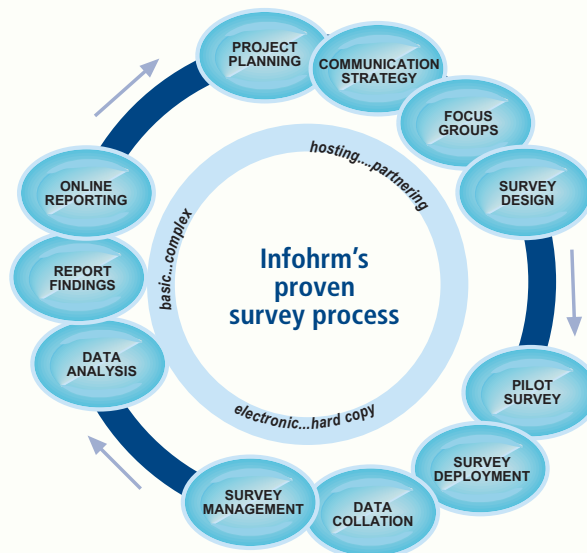 PROJECT
PLANNING
COMMUNICATION
STRATEGY
FOCUS
GROUPS
SURVEY
DESIGN
PILOT
SURVEY
SURVEY
DEPLOYMENT
DATA
COLLATION
SURVEY
MANAGEMENT
DATA
ANALYSIS
REPORT
FINDINGS
ONLINE
REPORTING
hosting....partnering
basic...complex
electronic...hard copy
Infohrm's
proven
survey process